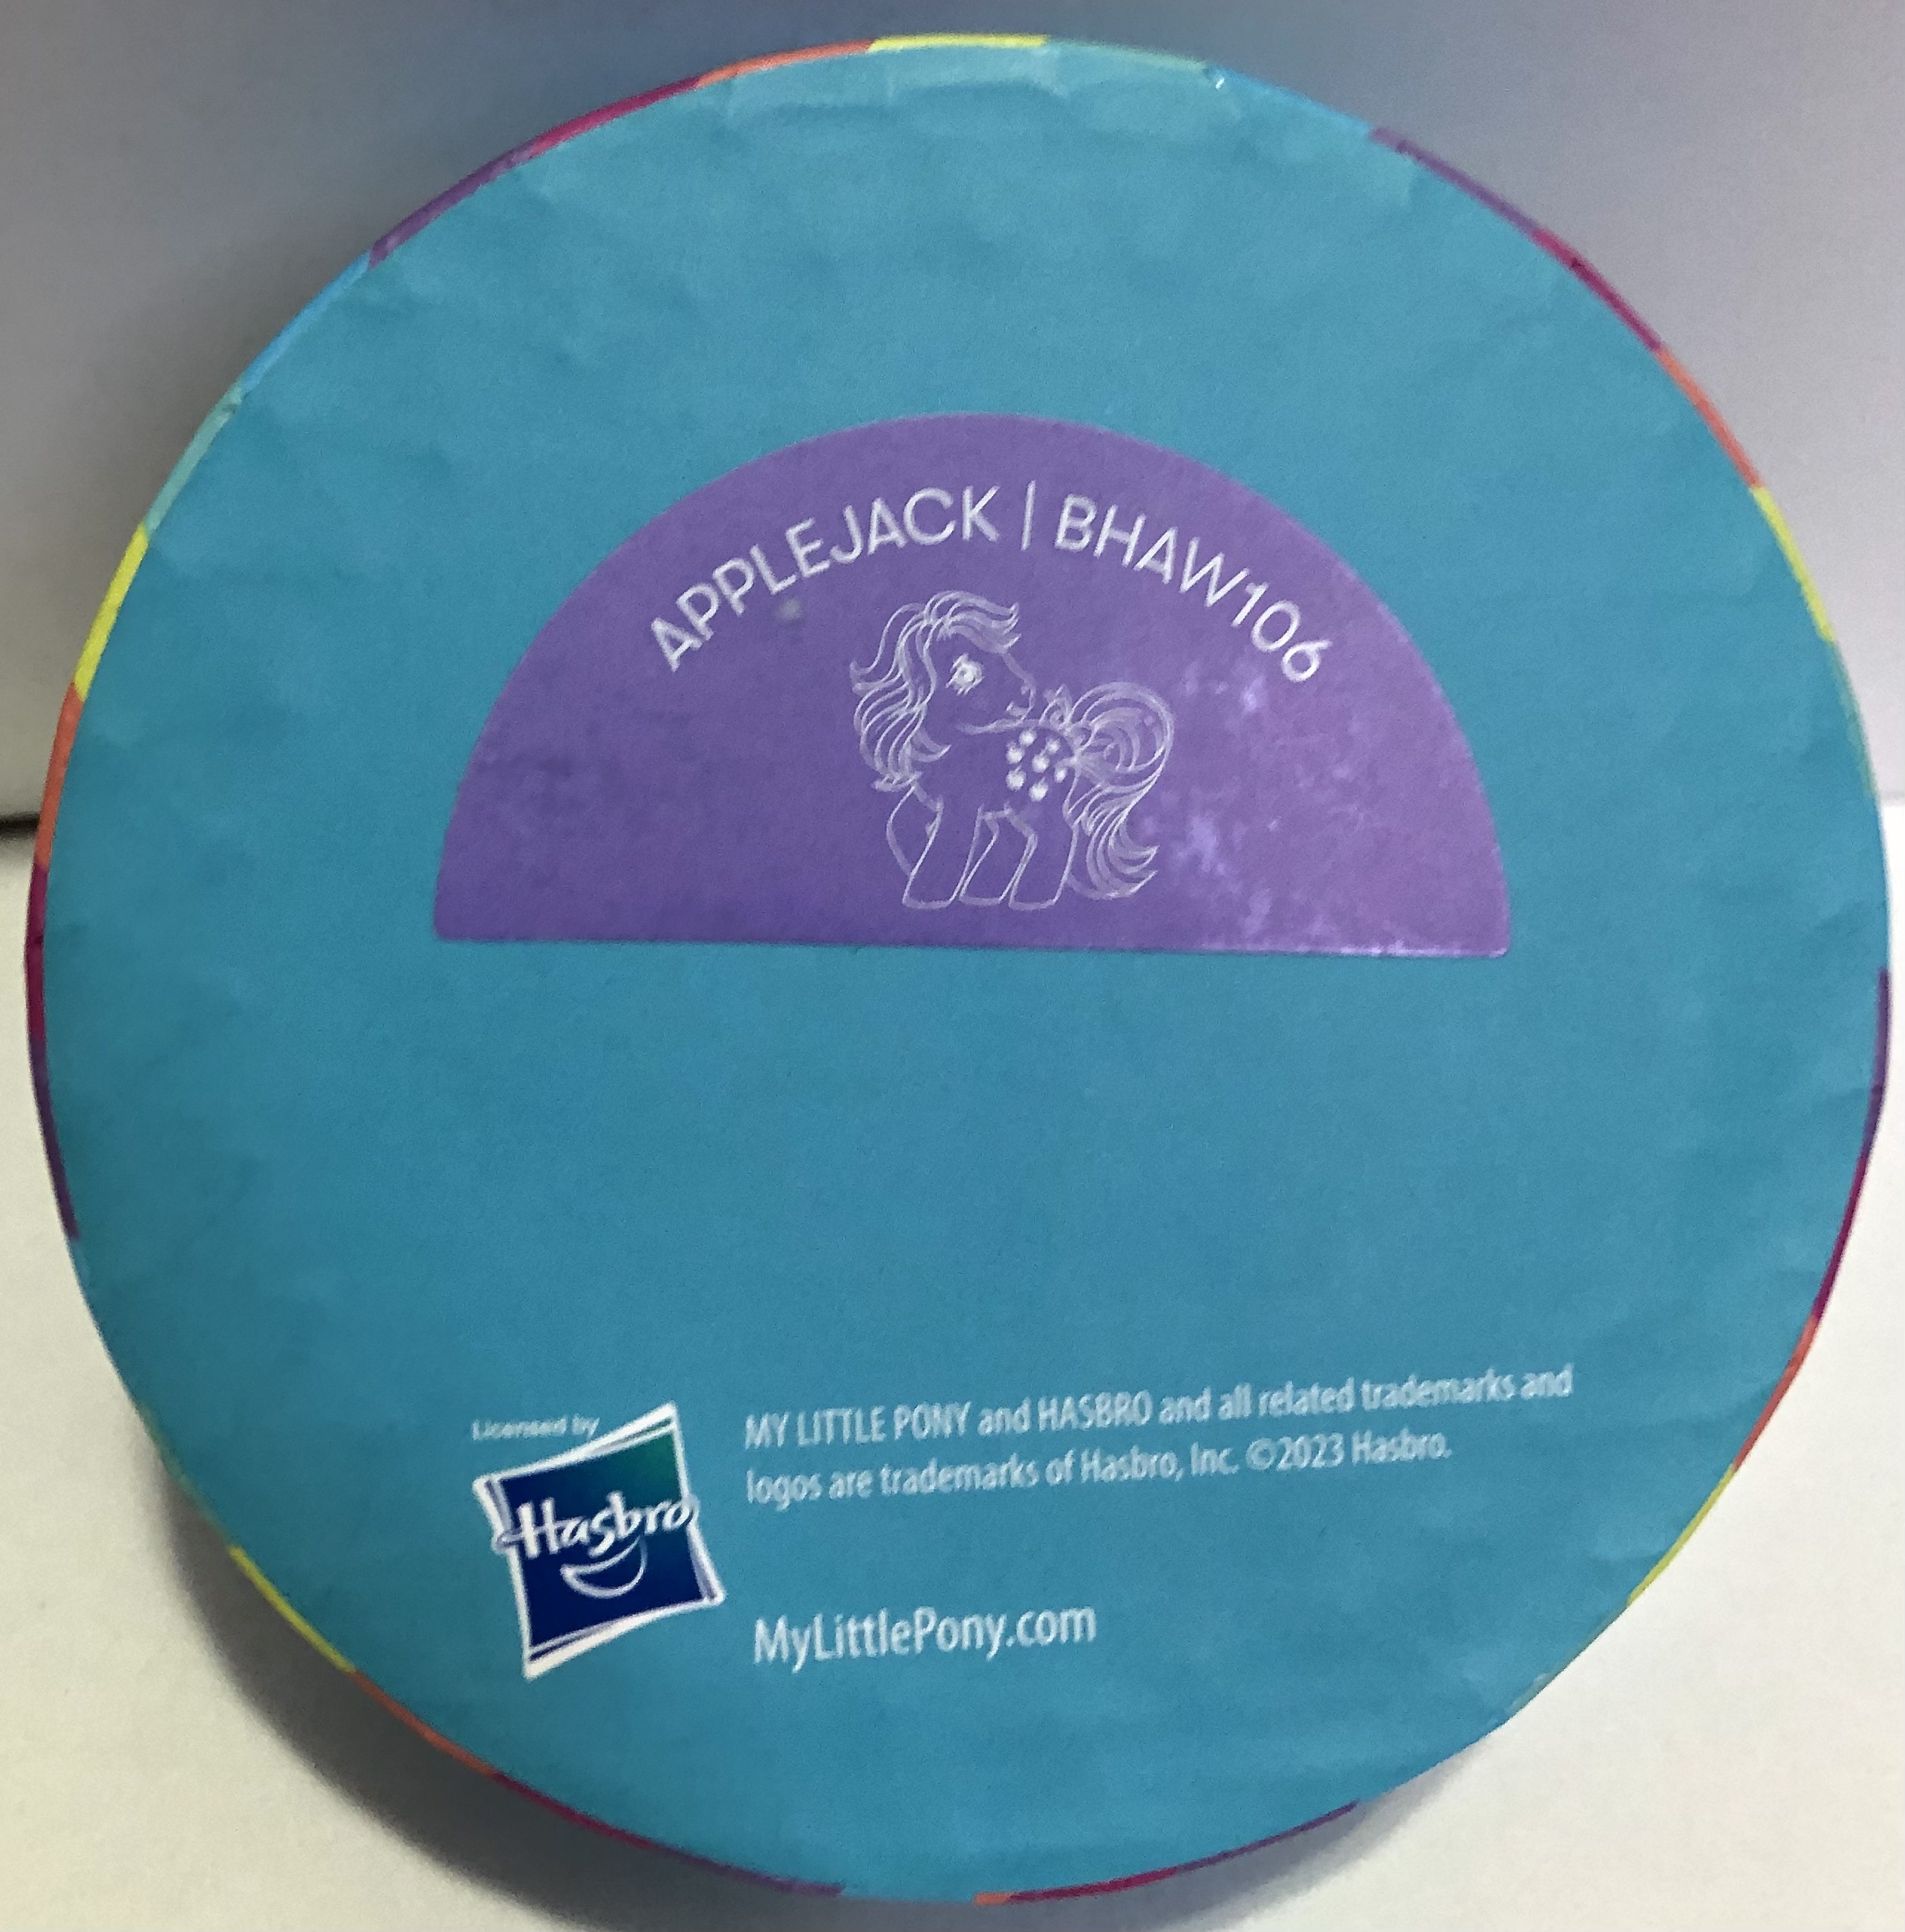 APPLEJACK | BHAW106
Licensed by
Hasbro
MY LITTLE PONY and HASBRO and all related trademarks and
logos are trademarks of Hasbro, Inc. ©2023 Hasbro.
MyLittlePony.com